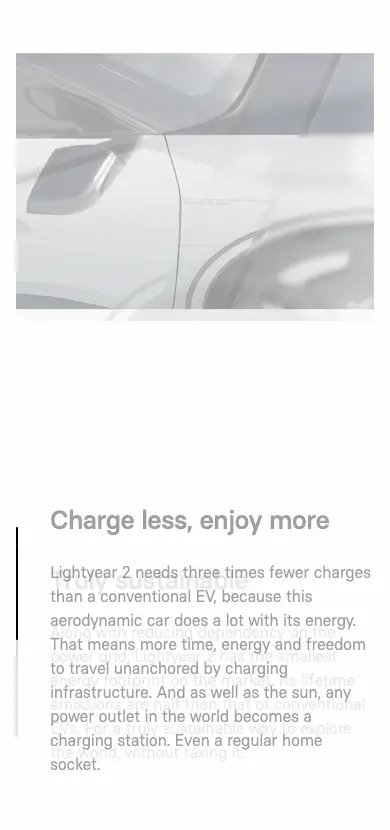 Charge less, enjoy more
Lightyear 2 needs three times fewer charges
than a conventional EV, because this
aerodynamic car does a lot with its energy.
That means more time, energy and freedom
to travel unanchored by charging
infrastructure. And as well as the sun, any
power outlet in the world becomes a
charging station. Even a regular home
socket.
Truly sustainable
Along with reducing dependency on the
power grid, Lightyear 2 has the smallest
energy footprint on the market. Its lifetime
emissions are half than that of conventional
EVs. For a truly sustainable way to explore
the world, without taxing it.